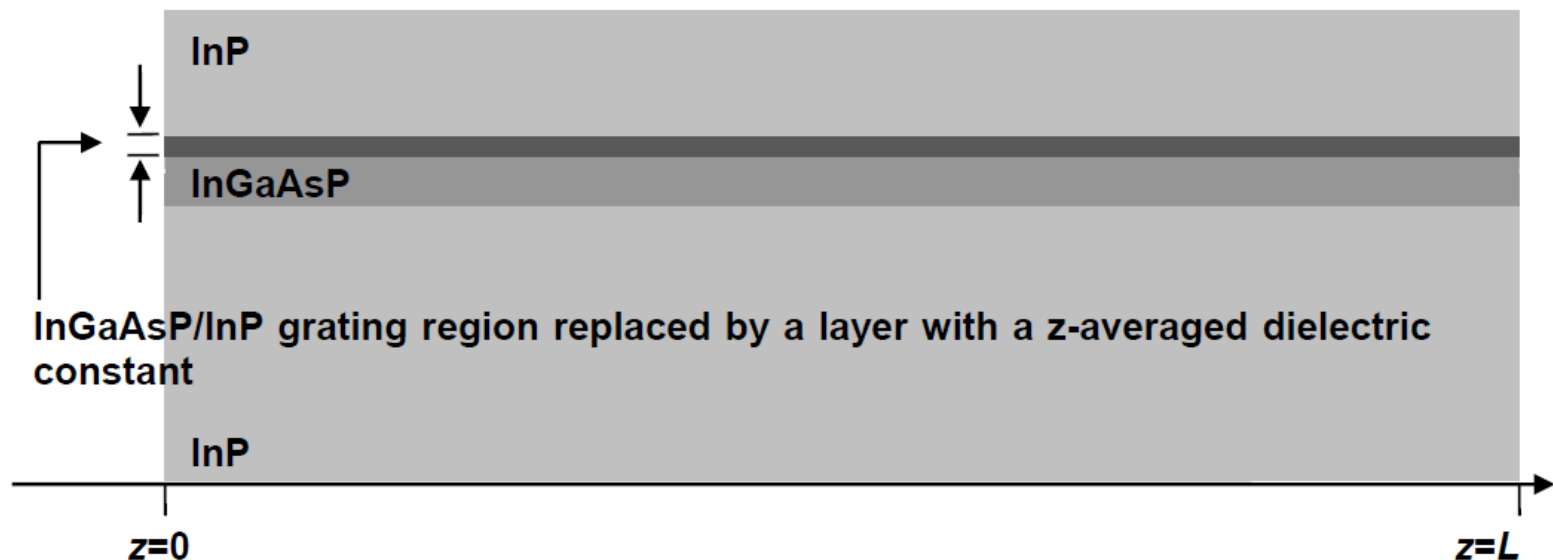 InP
InGaAsP
InGaAsP/InP grating region replaced by a layer with a z-averaged dielectric
constant
InP
z=0
z=L